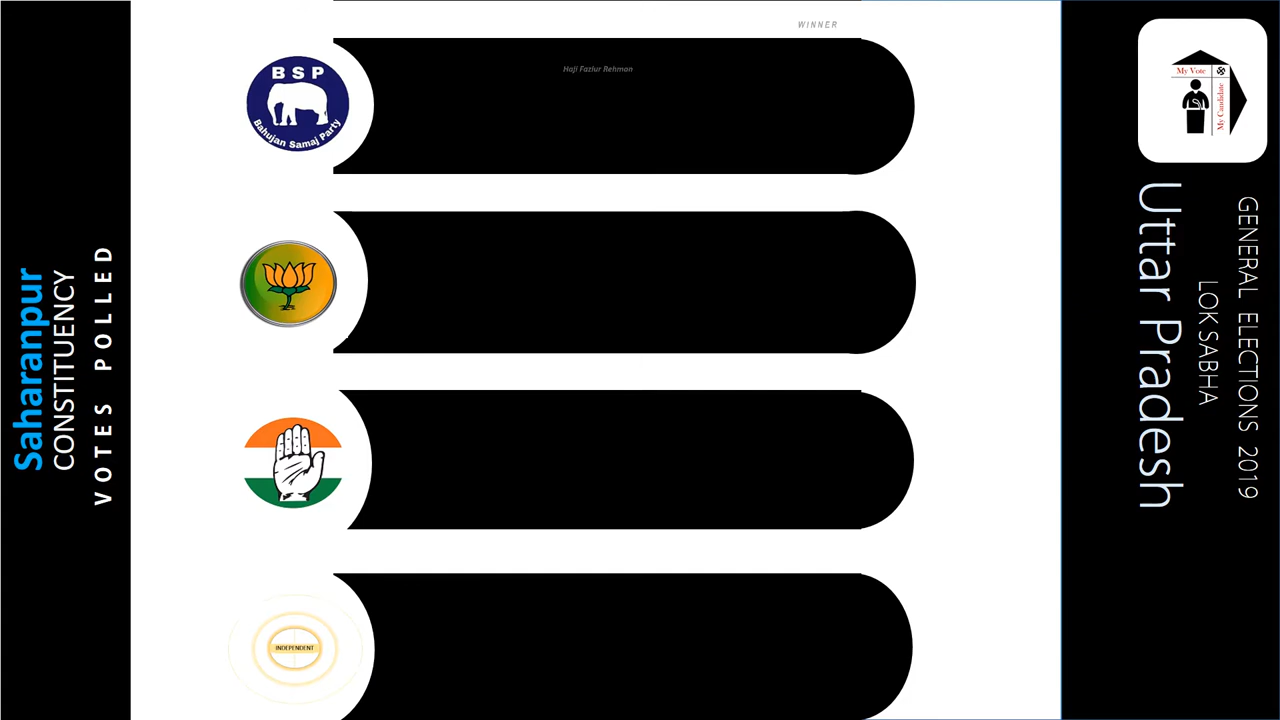 Saharanpur
CONSTITUENCY
VOTES POLLED
WINNER
BSP
Bahujan Samaj Party
Haji Fazlur Rehman
INDEPENDENT
My Vote
My Candidate
GENERAL ELECTIONS 2019
LOK SABHA
Uttar Pradesh